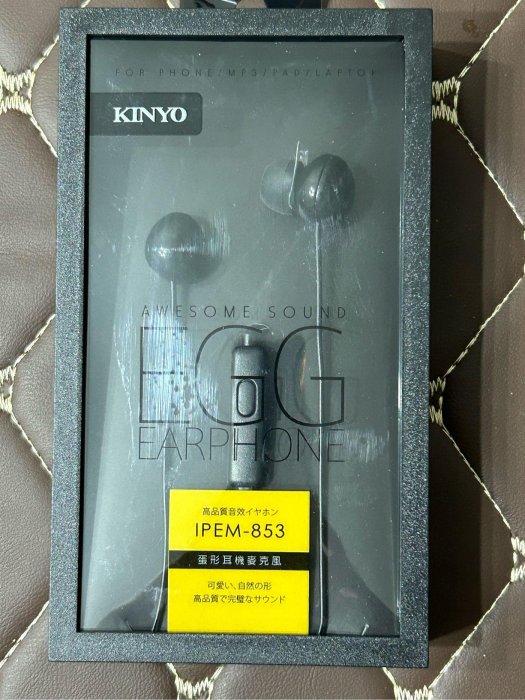 FOR PHONE/MP3/PAD/LAPTOP
KINYO
AWESOME SOUND
EGG
EARPHONE
高品質音效イヤホン
IPEM-853
蛋形耳機麥克風
可愛い、自然の形
高品質で完璧なサウンド